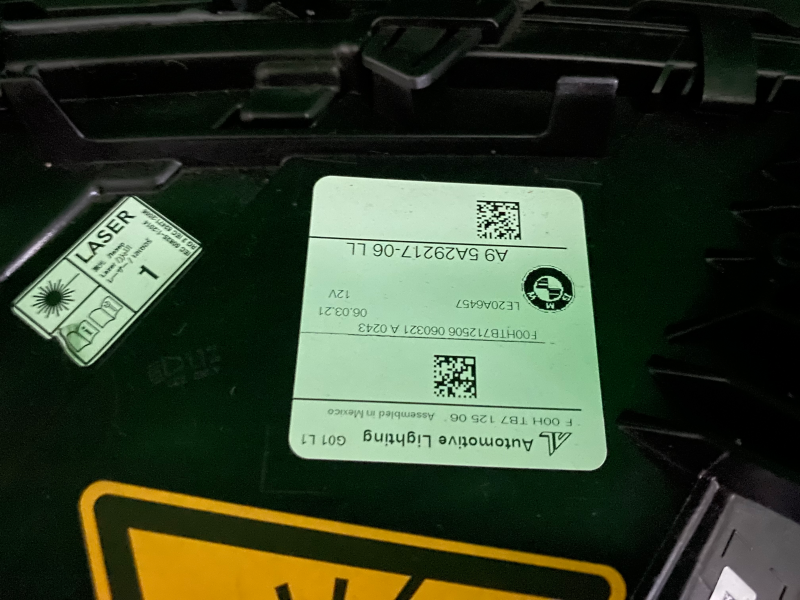 Automotive Lighting G01 L1
F 00H TB7 125 06 Assembled in Mexico
F00HTB712506 060321 A 0243
06.03.21
LE20A6457 12V
BMW
A9 5A29217-06 LL
LASER
1